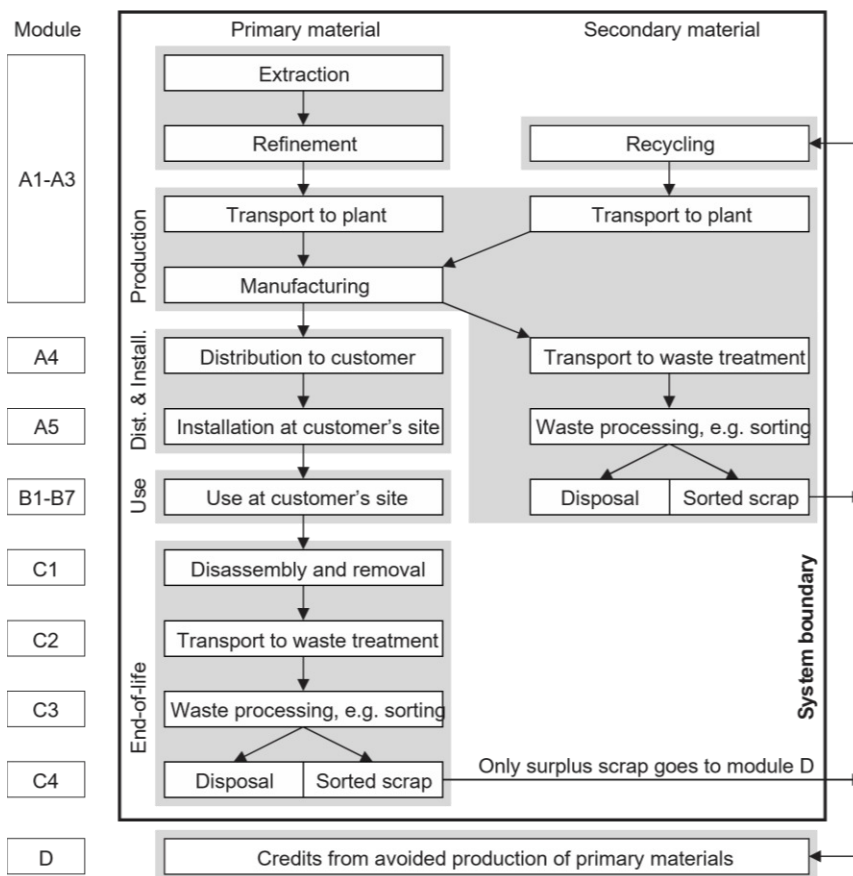 Module
Primary material
Secondary material
A1-A3
Extraction
Refinement
Recycling
Production
Transport to plant
Transport to plant
Manufacturing
A4
Dist. & Install.
Distribution to customer
Transport to waste treatment
A5
Installation at customer's site
Waste processing, e.g. sorting
B1-B7
Use
Use at customer's site
Disposal
Sorted scrap
C1
Disassembly and removal
System boundary
C2
Transport to waste treatment
End-of-life
C3
Waste processing, e.g. sorting
C4
Disposal
Sorted scrap
Only surplus scrap goes to module D
D
Credits from avoided production of primary materials